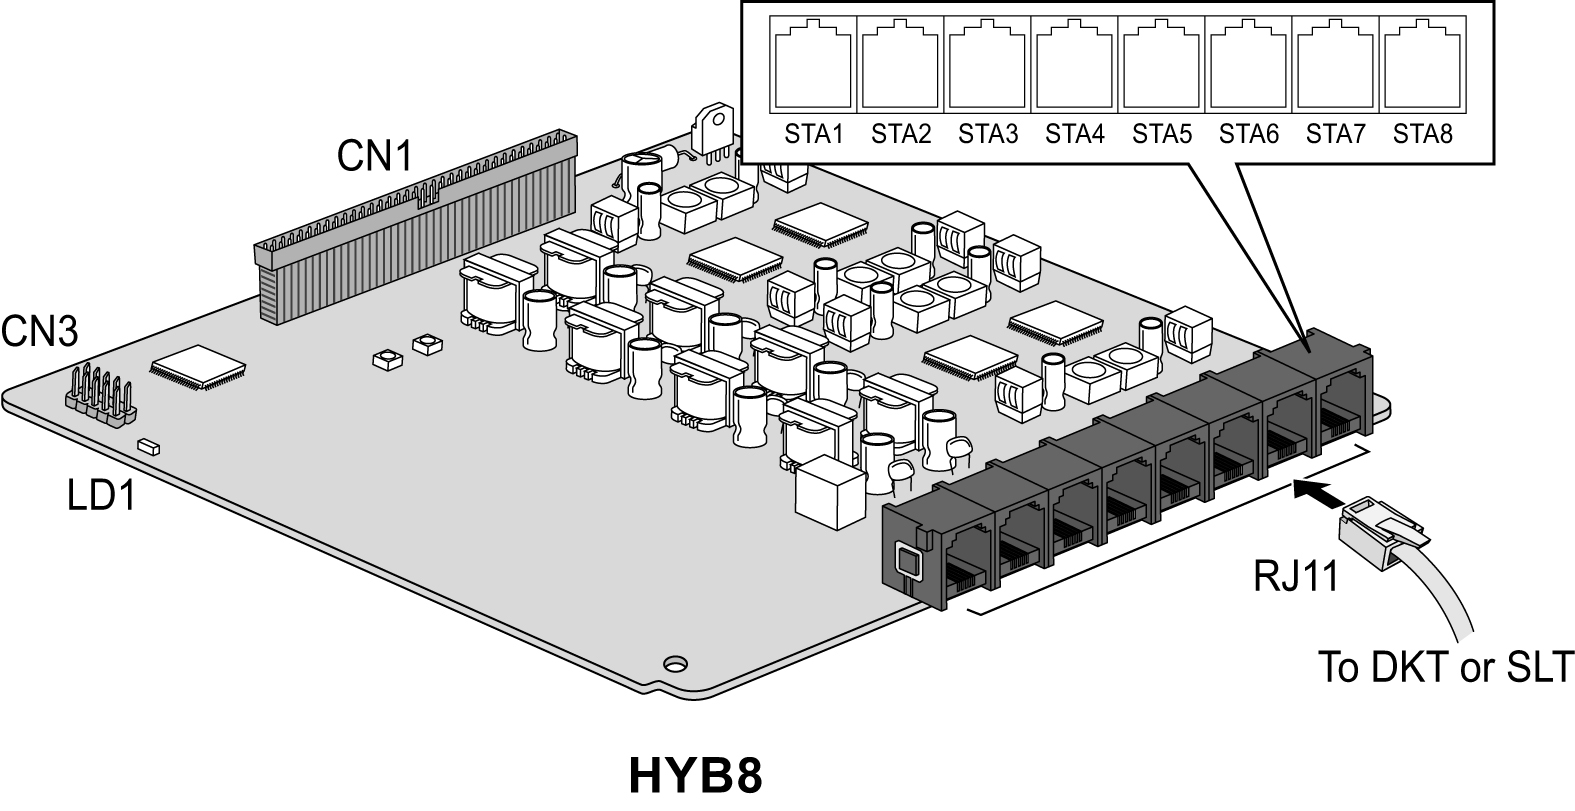 STA1 STA2 STA3 STA4 STA5 STA6 STA7 STA8
CN1
CN3
LD1
RJ11
To DKT or SLT
HYB8